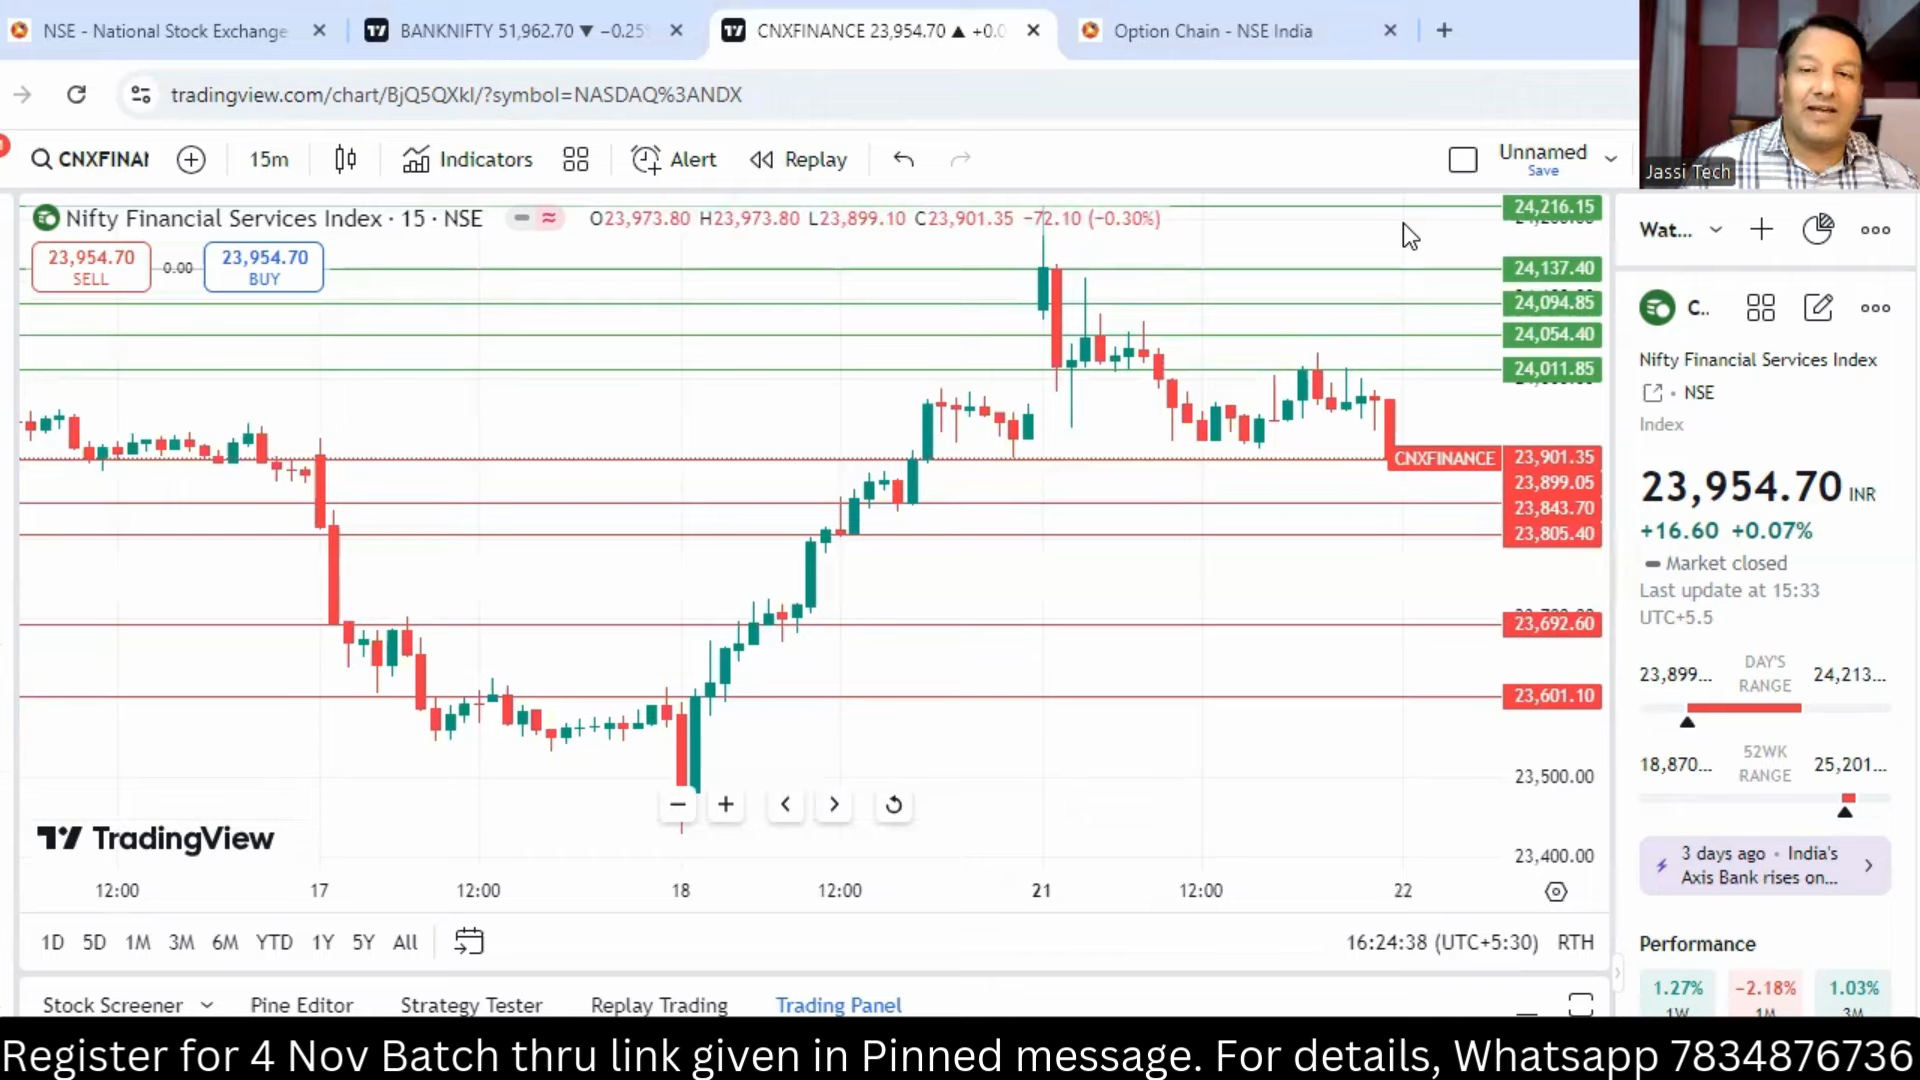 NSE - National Stock Exchange
BANKNIFTY 51,962.70 ▼ −0.25
CNXFINANCE 23,954.70 ▲ +0.0
Option Chain - NSE India
tradingview.com/chart/BjQ5QXkI/?symbol=NASDAQ%3ANDX
CNXFINAI
15m
Indicators
Alert
Replay
Unnamed
Save
Jassi Tech
Nifty Financial Services Index · 15 · NSE
O23,973.80 H23,973.80 L23,899.10 C23,901.35 −72.10 (−0.30%)
23,954.70
SELL
0.00
23,954.70
BUY
24,216.15
24,137.40
24,094.85
24,054.40
24,011.85
CNXFINANCE 23,901.35
23,899.05
23,843.70
23,805.40
23,692.60
23,601.10
23,500.00
23,400.00
TradingView
12:00 17 12:00 18 12:00 21 12:00 22
1D 5D 1M 3M 6M YTD 1Y 5Y All
16:24:38 (UTC+5:30) RTH
Stock Screener Pine Editor Strategy Tester Replay Trading Trading Panel
Wat...
C..
Nifty Financial Services Index
• NSE
Index
23,954.70 INR
+16.60 +0.07%
Market closed
Last update at 15:33
UTC+5.5
23,899... DAY'S RANGE 24,213...
18,870... 52WK RANGE 25,201...
3 days ago • India's
Axis Bank rises on...
Performance
1.27% −2.18% 1.03%
1W 1M 3M
Register for 4 Nov Batch thru link given in Pinned message. For details, Whatsapp 7834876736